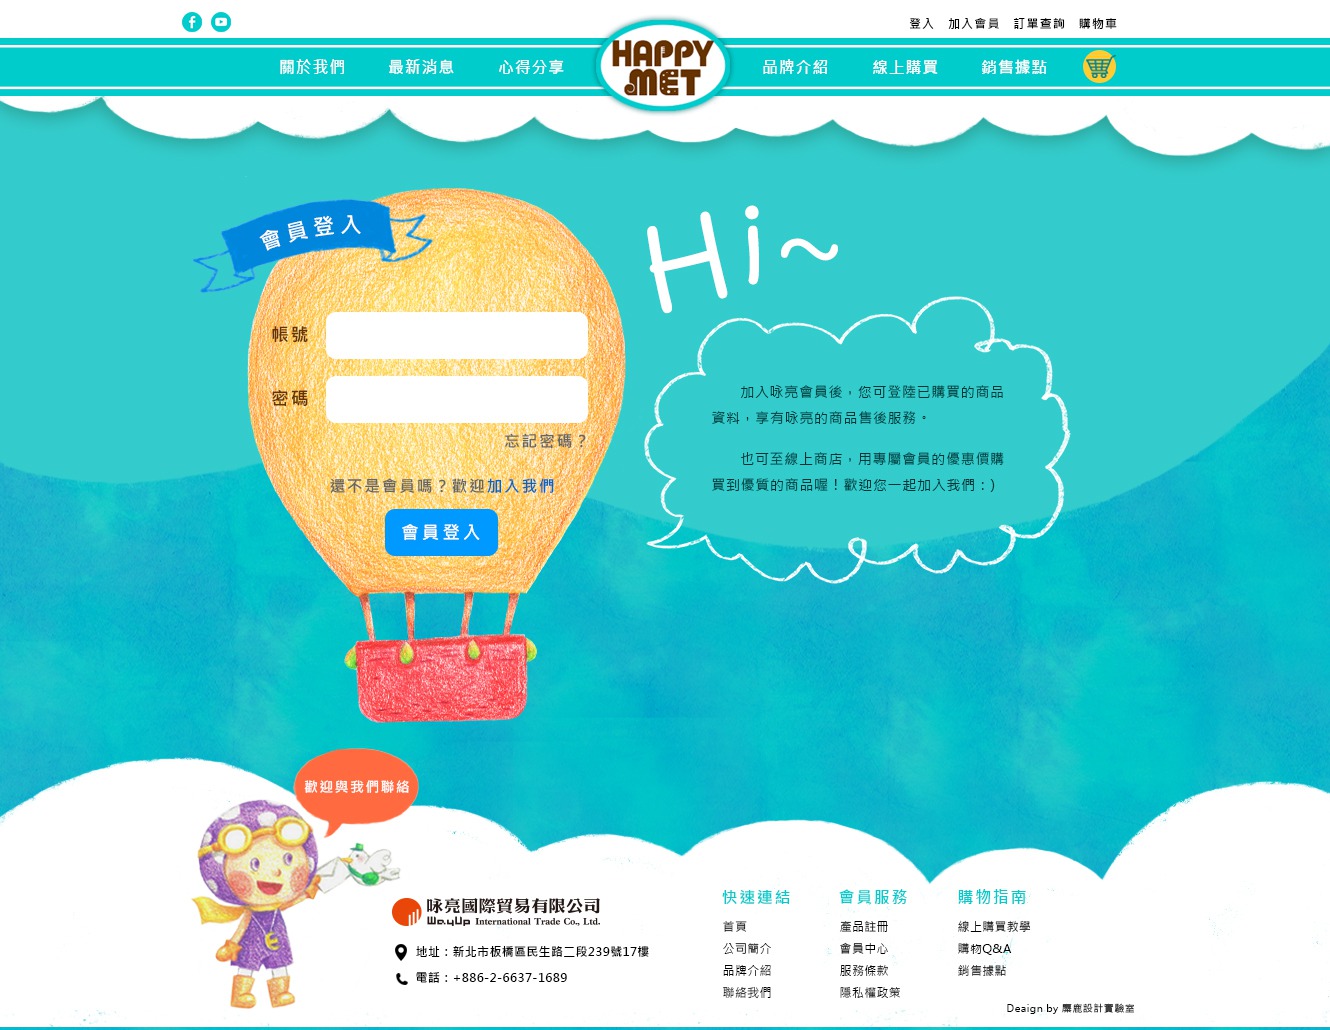 登入 加入會員 訂單查詢 購物車
關於我們 最新消息 心得分享 HAPPY MET 品牌介紹 線上購買 銷售據點
會員登入
Hi~
帳號
密碼
忘記密碼？
還不是會員嗎？歡迎加入我們
會員登入
加入咏亮會員後，您可登陸已購買的商品
資料，享有咏亮的商品售後服務。
也可至線上商店，用專屬會員的優惠價購
買到優質的商品喔！歡迎您一起加入我們：)
歡迎與我們聯絡
咏亮國際貿易有限公司
WayUp International Trade Co., Ltd.
地址：新北市板橋區民生路二段239號17樓
電話：+886-2-6637-1689
快速連結
首頁
公司簡介
品牌介紹
聯絡我們
會員服務
產品註冊
會員中心
服務條款
隱私權政策
購物指南
線上購買教學
購物Q&A
銷售據點
Deaign by 麋鹿設計實驗室